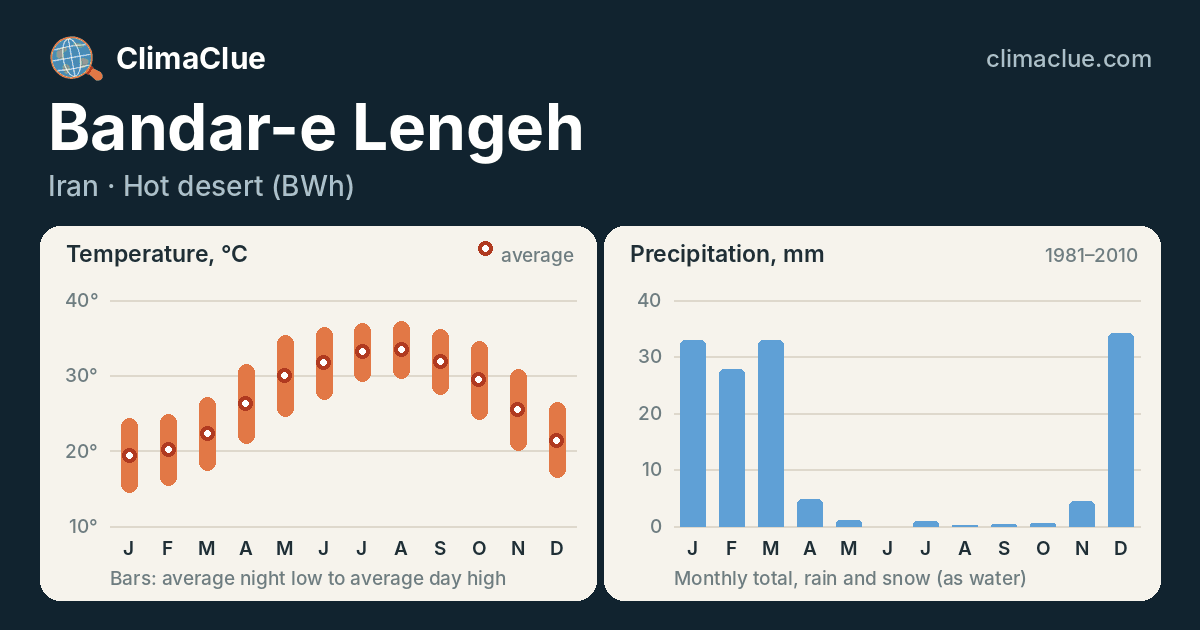 ClimaClue
climaclue.com
Bandar-e Lengeh
Iran · Hot desert (BWh)
Temperature, °C
average
40°
30°
20°
10°
J F M A M J J A S O N D
Bars: average night low to average day high
Precipitation, mm
1981–2010
40
30
20
10
0
J F M A M J J A S O N D
Monthly total, rain and snow (as water)